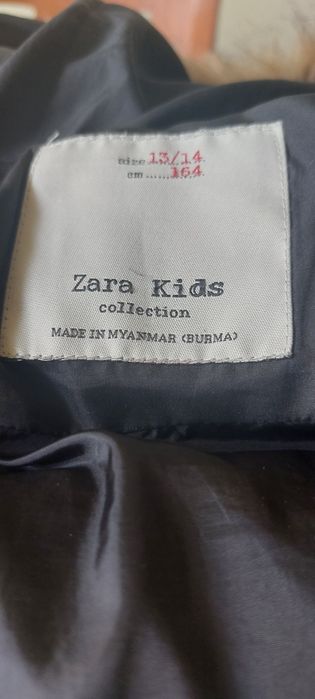 size 13/14
cm ...... 164
Zara Kids
collection
MADE IN MYANMAR (BURMA)